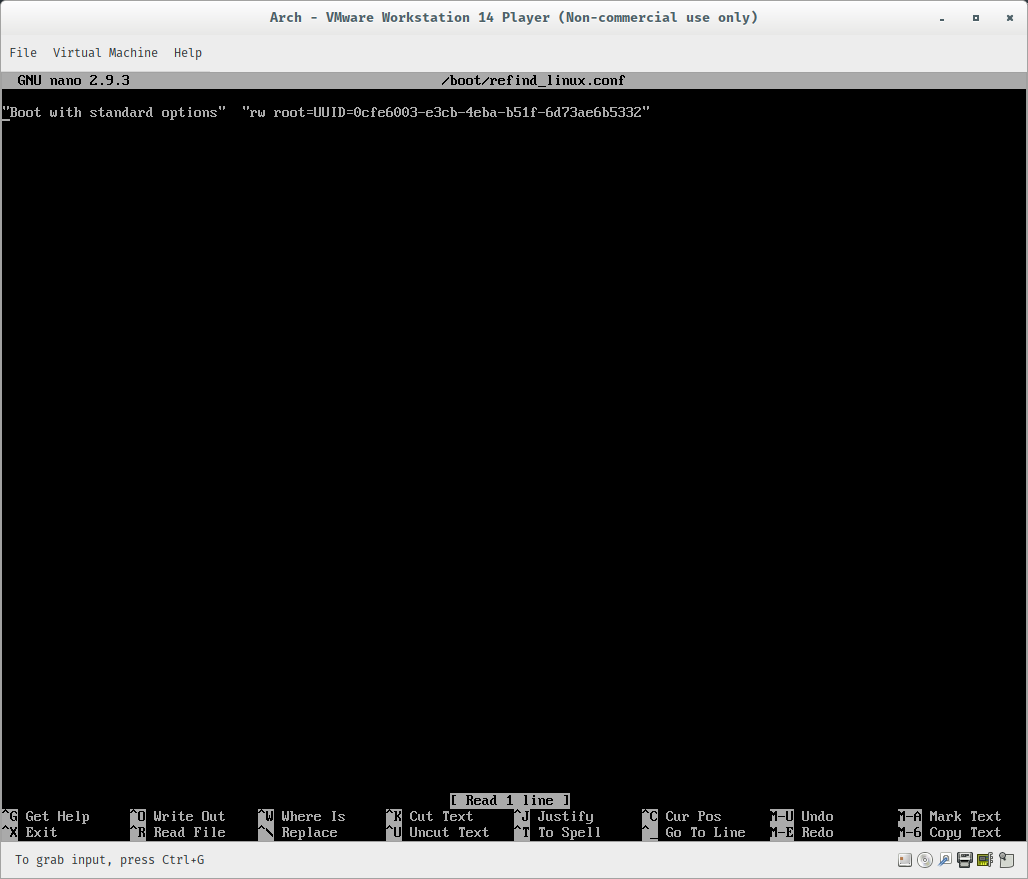 Arch - VMware Workstation 14 Player (Non-commercial use only)
File Virtual Machine Help
GNU nano 2.9.3 /boot/refind_linux.conf
"Boot with standard options" "rw root=UUID=0cfe6003-e3cb-4eba-b51f-6d73ae6b5332"
[ Read 1 line ]
^G Get Help ^O Write Out ^W Where Is ^K Cut Text ^J Justify ^C Cur Pos M-U Undo M-A Mark Text
^X Exit ^R Read File ^\ Replace ^U Uncut Text ^T To Spell ^_ Go To Line M-E Redo M-6 Copy Text
To grab input, press Ctrl+G